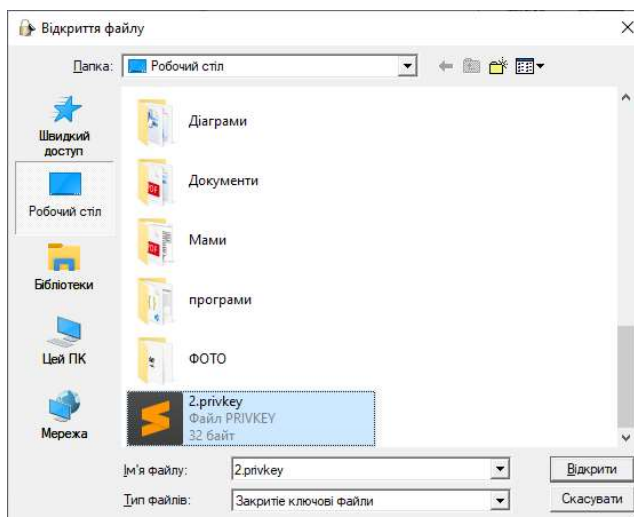 Відкриття файлу
Папка:
Робочий стіл
Швидкий
доступ
Робочий стіл
Бібліотеки
Цей ПК
Мережа
Діаграми
Документи
Мами
програми
ФОТО
2.privkey
Файл PRIVKEY
32 байт
Ім'я файлу:
2.privkey
Відкрити
Тип файлів:
Закритіе ключові файли
Скасувати